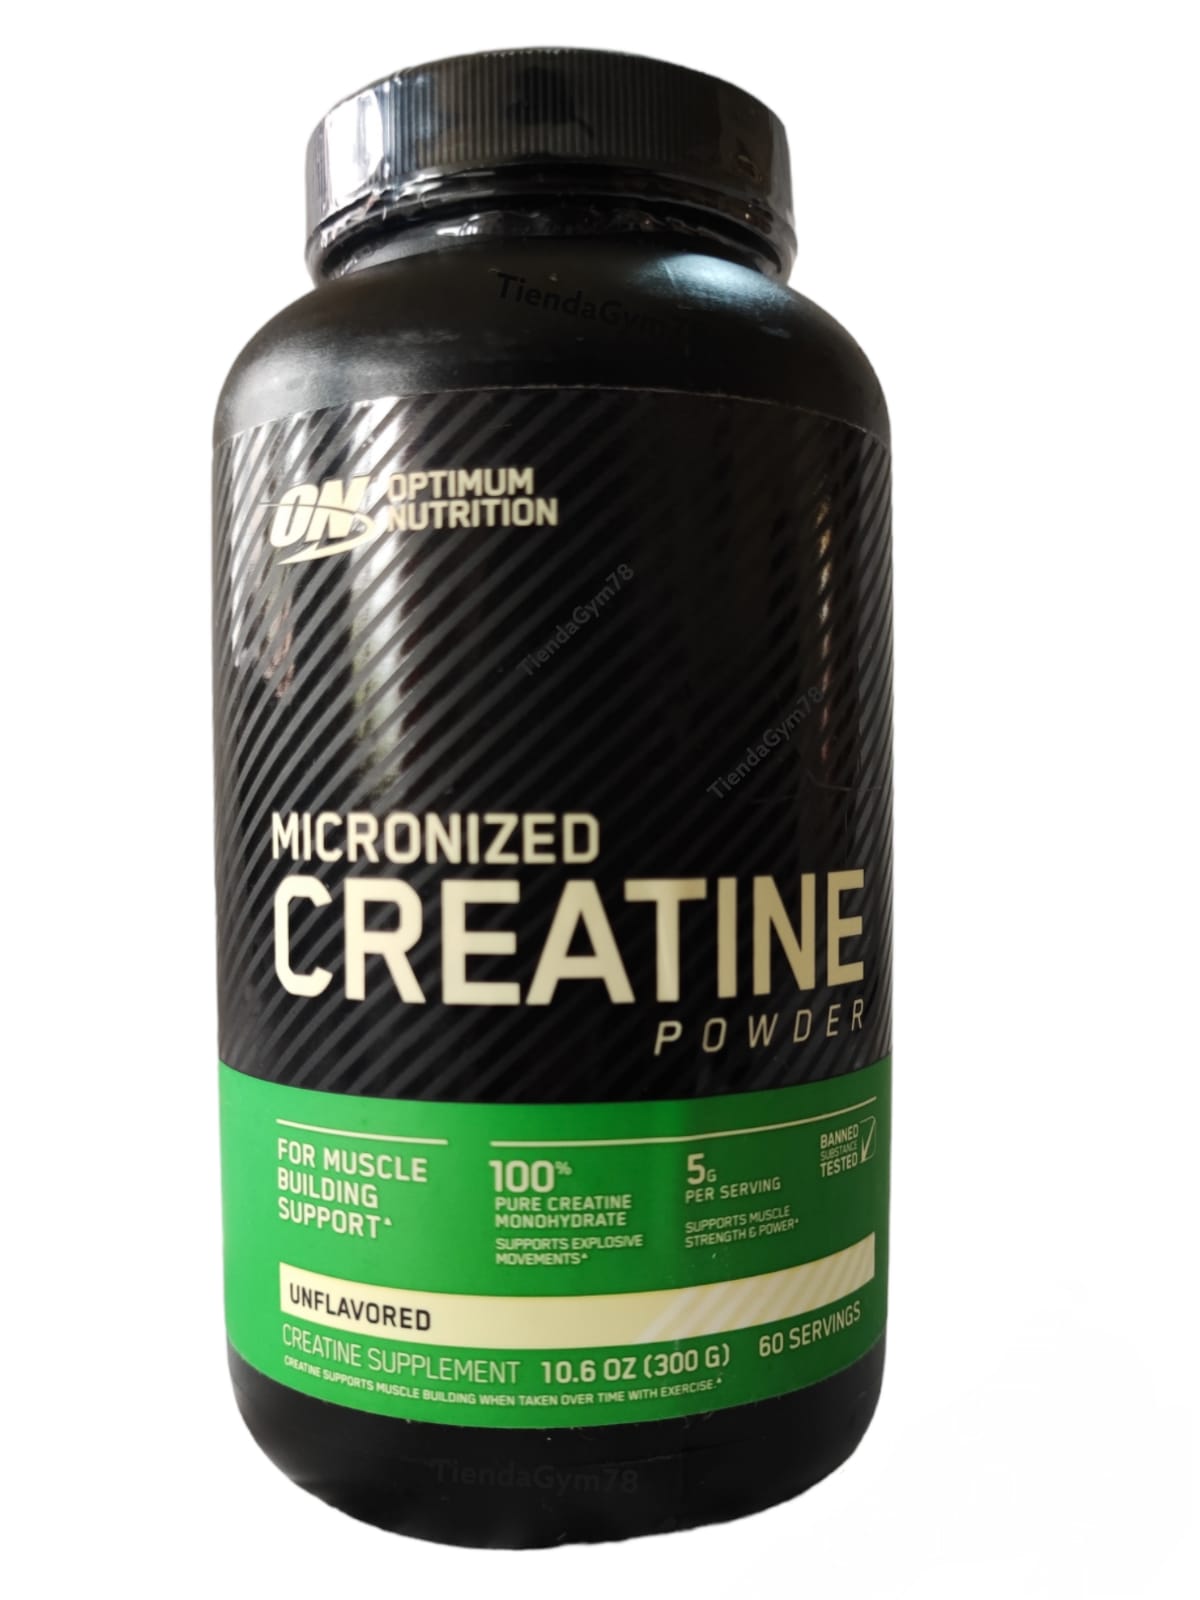 TiendaGym78
ON OPTIMUM
NUTRITION
TiendaGym78
TiendaGym78
MICRONIZED
CREATINE
POWDER
FOR MUSCLE
BUILDING
SUPPORT▲
100%
PURE CREATINE
MONOHYDRATE
SUPPORTS EXPLOSIVE
MOVEMENTS▲
5G
PER SERVING
SUPPORTS MUSCLE
STRENGTH & POWER▲
BANNED
SUBSTANCE
TESTED
UNFLAVORED
CREATINE SUPPLEMENT 10.6 OZ (300 G) 60 SERVINGS
CREATINE SUPPORTS MUSCLE BUILDING WHEN TAKEN OVER TIME WITH EXERCISE.▲
TiendaGym78